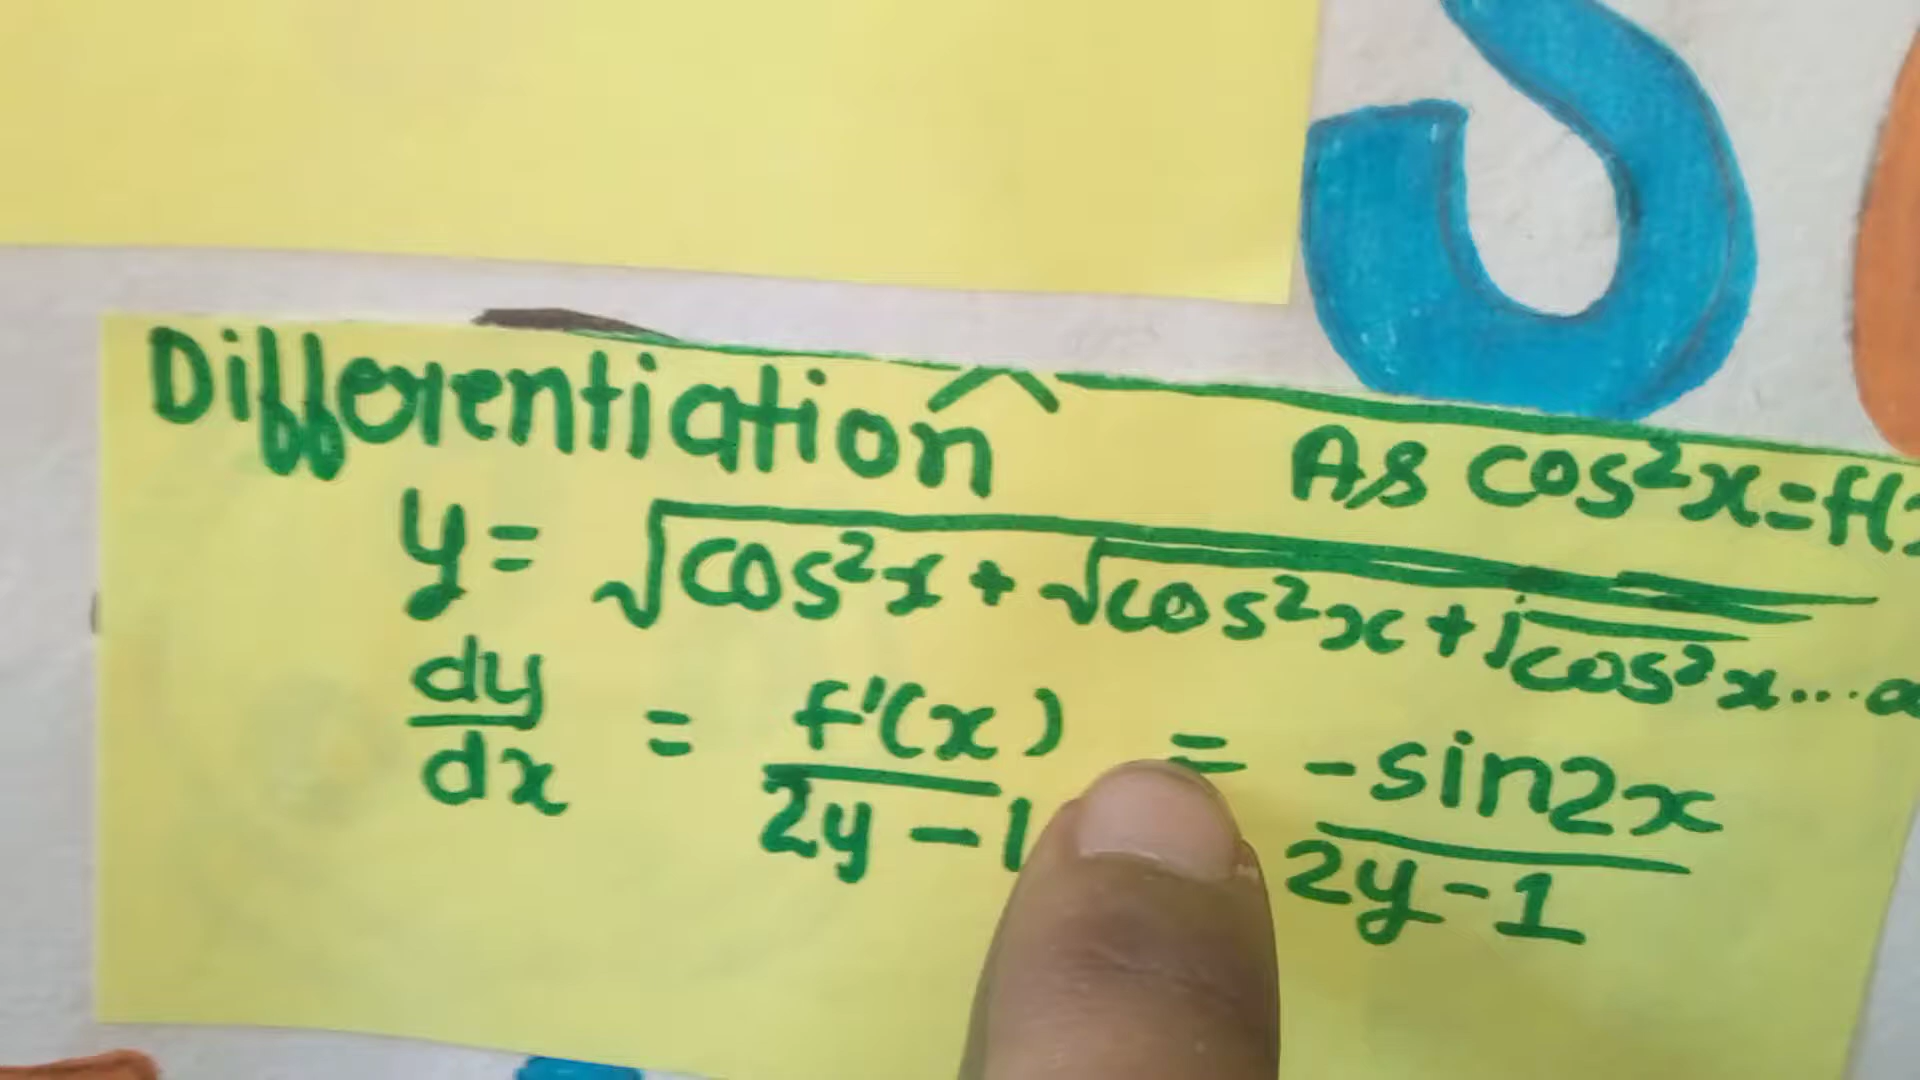 Differentiation
As cos²x = f(x
y = √cos²x + √cos²x + √cos²x ... ∞
dy/dx = f'(x)/2y - 1 = -sin2x/2y - 1